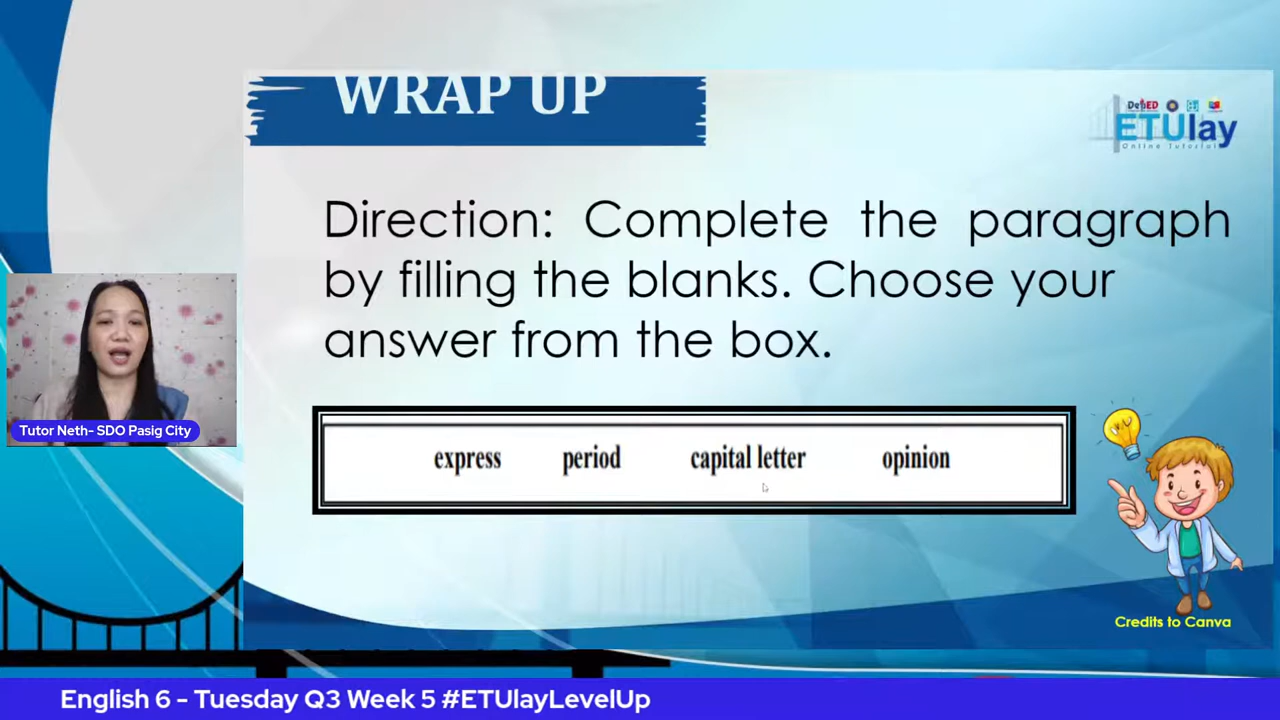 WRAP UP
DepED
ETUlay
Online Tutorial
Direction: Complete the paragraph
by filling the blanks. Choose your
answer from the box.
express period capital letter opinion
Tutor Neth- SDO Pasig City
Credits to Canva
English 6 - Tuesday Q3 Week 5 #ETUlayLevelUp